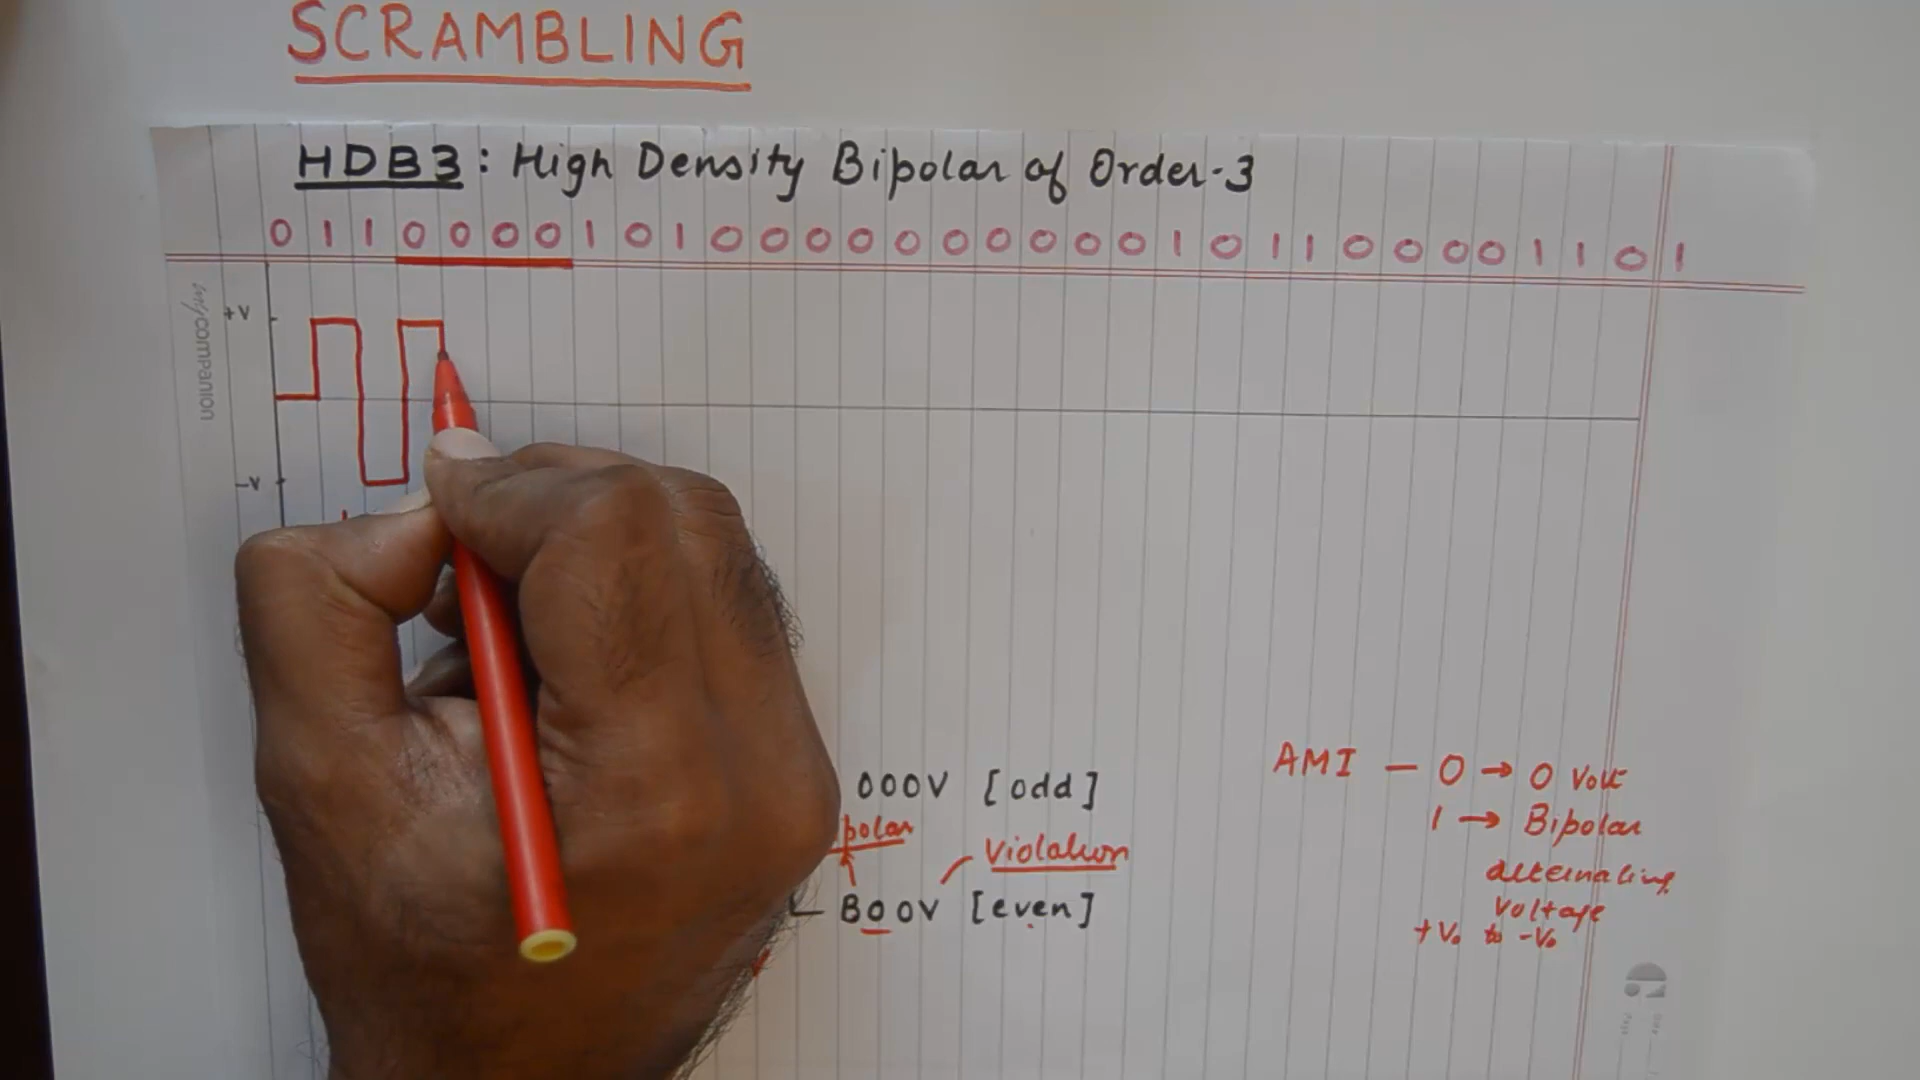 SCRAMBLING
HDB3: High Density Bipolar of Order-3
0 1 1 0 0 0 0 1 0 1 0 0 0 0 0 0 0 0 0 0 1 0 1 1 0 0 0 0 1 1 0 1
+V
mycompanion
-V
000V [odd]
polar
Violation
B00V [even]
AMI - 0 → 0 Volt
1 → Bipolar
alternating
Voltage
+V₀ to -V₀